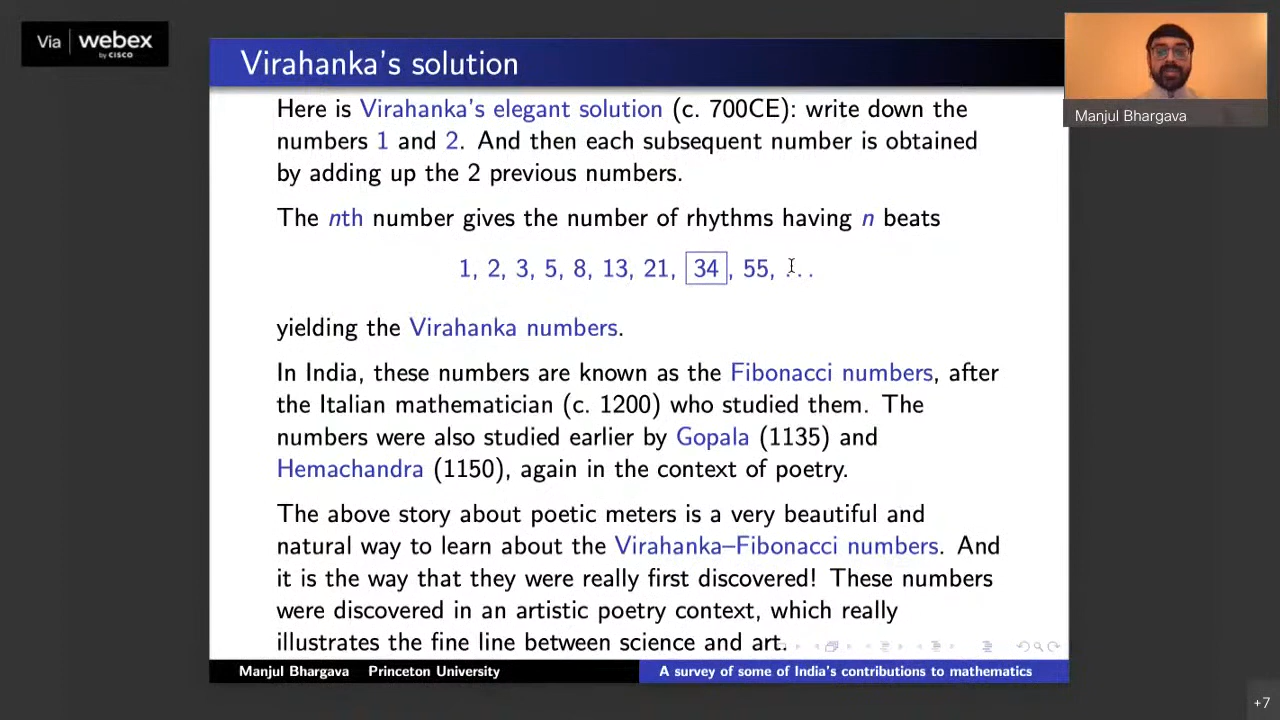 Via webex
by CISCO
Manjul Bhargava
Virahanka's solution
Here is Virahanka's elegant solution (c. 700CE): write down the
numbers 1 and 2. And then each subsequent number is obtained
by adding up the 2 previous numbers.
The nth number gives the number of rhythms having n beats
1, 2, 3, 5, 8, 13, 21, 34, 55, ...
yielding the Virahanka numbers.
In India, these numbers are known as the Fibonacci numbers, after
the Italian mathematician (c. 1200) who studied them. The
numbers were also studied earlier by Gopala (1135) and
Hemachandra (1150), again in the context of poetry.
The above story about poetic meters is a very beautiful and
natural way to learn about the Virahanka–Fibonacci numbers. And
it is the way that they were really first discovered! These numbers
were discovered in an artistic poetry context, which really
illustrates the fine line between science and art.
Manjul Bhargava Princeton University
A survey of some of India's contributions to mathematics
+7